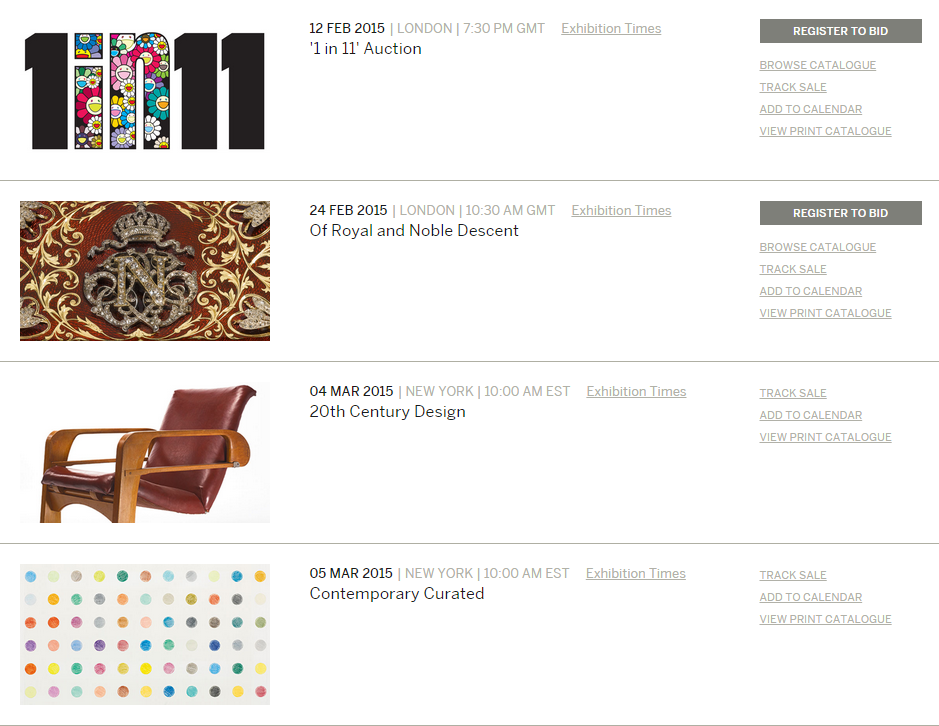 1in11
12 FEB 2015 | LONDON | 7:30 PM GMT Exhibition Times
'1 in 11' Auction
REGISTER TO BID
BROWSE CATALOGUE
TRACK SALE
ADD TO CALENDAR
VIEW PRINT CATALOGUE
N
24 FEB 2015 | LONDON | 10:30 AM GMT Exhibition Times
Of Royal and Noble Descent
REGISTER TO BID
BROWSE CATALOGUE
TRACK SALE
ADD TO CALENDAR
VIEW PRINT CATALOGUE
04 MAR 2015 | NEW YORK | 10:00 AM EST Exhibition Times
20th Century Design
TRACK SALE
ADD TO CALENDAR
VIEW PRINT CATALOGUE
05 MAR 2015 | NEW YORK | 10:00 AM EST Exhibition Times
Contemporary Curated
TRACK SALE
ADD TO CALENDAR
VIEW PRINT CATALOGUE